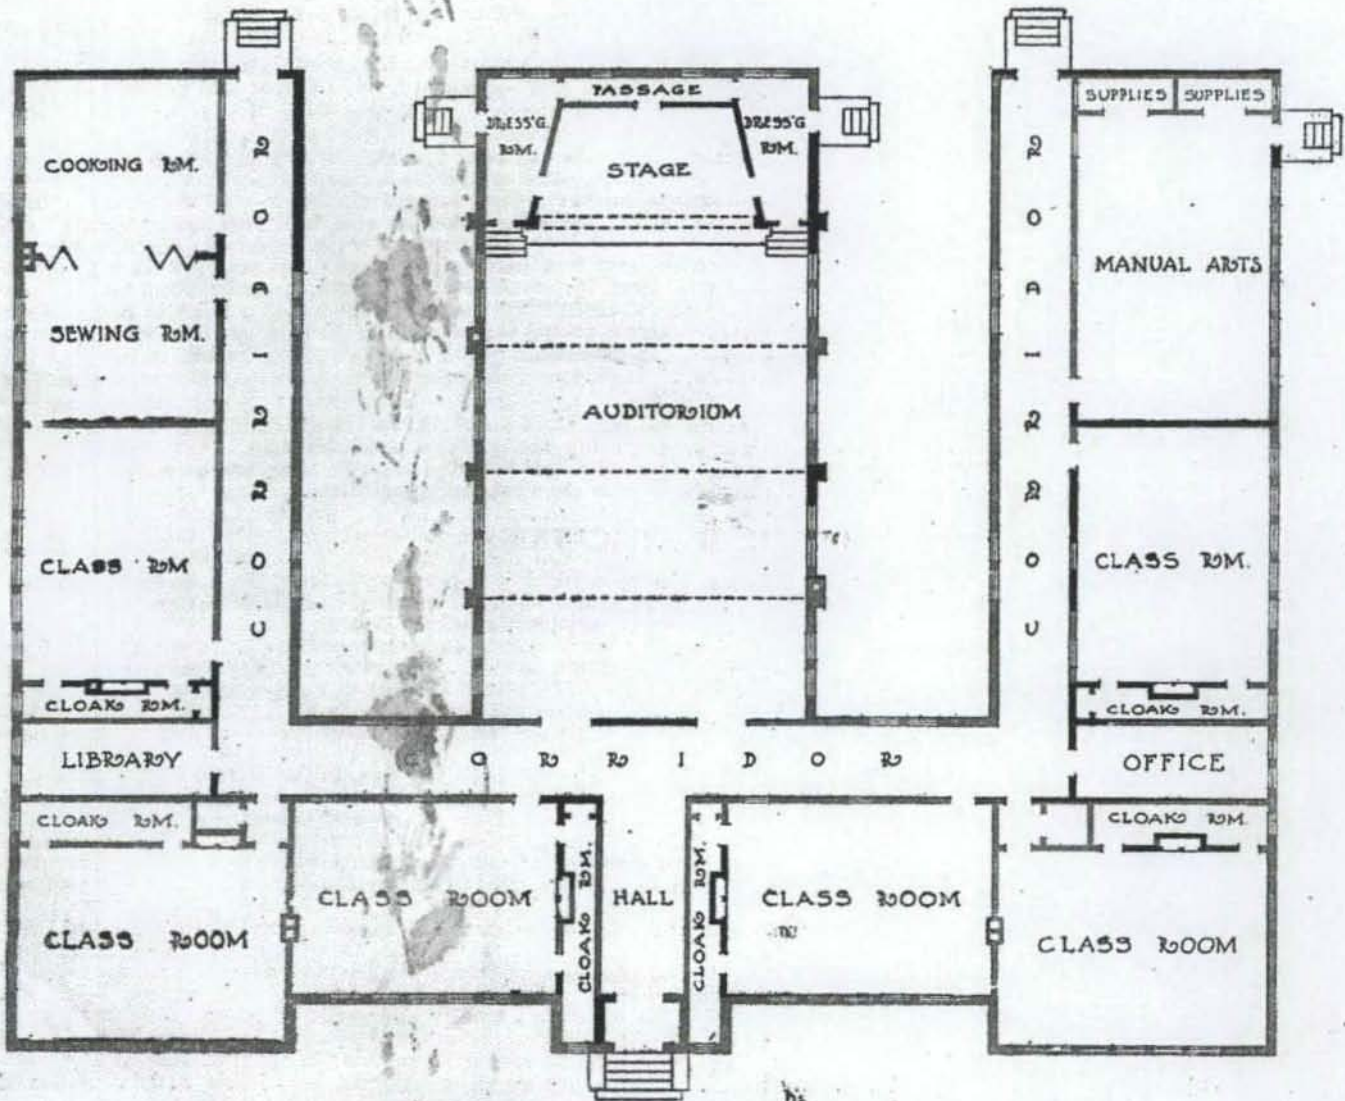 PASSAGE
SUPPLIES SUPPLIES
DRESS'G RM.
DRESS'G RM.
COOKING RM.
STAGE
CORRIDOR
CORRIDOR
MANUAL ARTS
SEWING RM.
AUDITORIUM
CLASS RM
CLASS RM.
CLOAK RM.
CLOAK RM.
LIBRARY
CORRIDOR
OFFICE
CLOAK RM.
CLOAK RM.
CLASS ROOM
CLOAK RM.
HALL
CLOAK RM.
CLASS ROOM
CLASS ROOM
CLASS ROOM